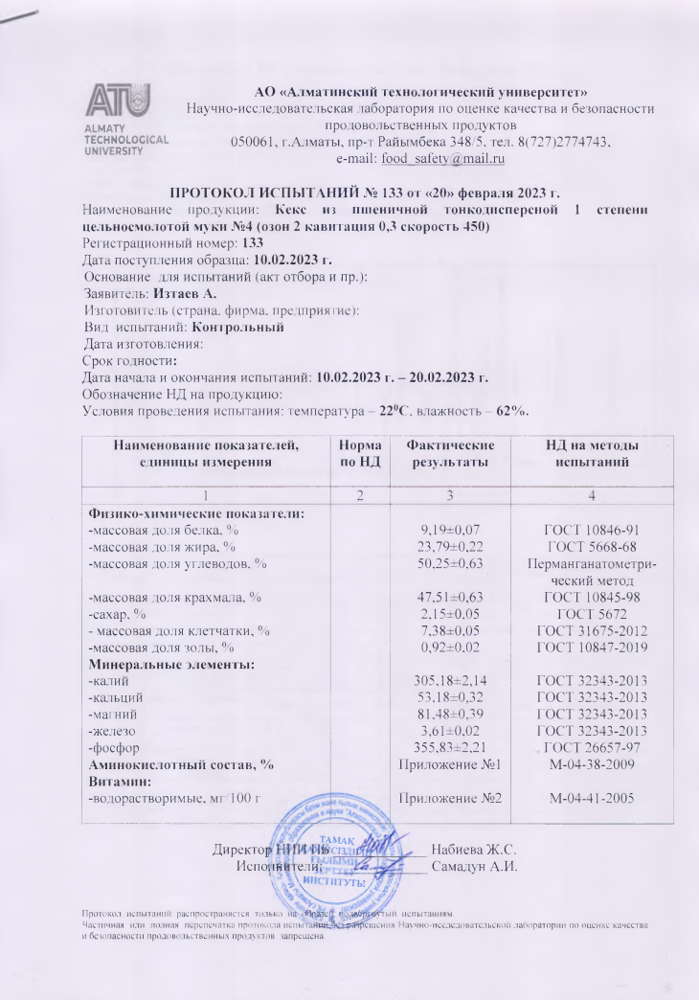 ATU
ALMATY
TECHNOLOGICAL
UNIVERSITY
АО «Алматинский технологический университет»
Научно-исследовательская лаборатория по оценке качества и безопасности
продовольственных продуктов
050061, г.Алматы, пр-т Райымбека 348/5, тел. 8(727)2774743,
e-mail: food_safety@mail.ru
ПРОТОКОЛ ИСПЫТАНИЙ № 133 от «20» февраля 2023 г.
Наименование продукции: Кекс из пшеничной тонкодисперсной 1 степени
цельносмолотой муки №4 (озон 2 кавитация 0,3 скорость 450)
Регистрационный номер: 133
Дата поступления образца: 10.02.2023 г.
Основание для испытаний (акт отбора и пр.):
Заявитель: Изтаев А.
Изготовитель (страна, фирма, предприятие):
Вид испытаний: Контрольный
Дата изготовления:
Срок годности:
Дата начала и окончания испытаний: 10.02.2023 г. – 20.02.2023 г.
Обозначение НД на продукцию:
Условия проведения испытания: температура – 22⁰С, влажность – 62%.
Наименование показателей, единицы измерения Норма по НД Фактические результаты НД на методы испытаний
1 2 3 4
Физико-химические показатели:
-массовая доля белка, % 9,19±0,07 ГОСТ 10846-91
-массовая доля жира, % 23,79±0,22 ГОСТ 5668-68
-массовая доля углеводов, % 50,25±0,63 Перманганатометри-
ческий метод
-массовая доля крахмала, % 47,51±0,63 ГОСТ 10845-98
-сахар, % 2,15±0,05 ГОСТ 5672
- массовая доля клетчатки, % 7,38±0,05 ГОСТ 31675-2012
-массовая доля золы, % 0,92±0,02 ГОСТ 10847-2019
Минеральные элементы:
-калий 305,18±2,14 ГОСТ 32343-2013
-кальций 53,18±0,32 ГОСТ 32343-2013
-магний 81,48±0,39 ГОСТ 32343-2013
-железо 3,61±0,02 ГОСТ 32343-2013
-фосфор 355,83±2,21 ГОСТ 26657-97
Аминокислотный состав, % Приложение №1 М-04-38-2009
Витамин:
-водорастворимые, мг/100 г Приложение №2 М-04-41-2005
Директор НИИ ПБ Набиева Ж.С.
Исполнители: Самадун А.И.
ТАМАҚ
ҒЫЛЫМИ
ЗЕРТТЕУ
ИНСТИТУТЫ
Протокол испытаний распространяется только на образец, подвергнутый испытаниям
Частичная или полная перепечатка протокола испытаний без разрешения Научно-исследовательской лаборатории по оценке качества
и безопасности продовольственных продуктов запрещена.